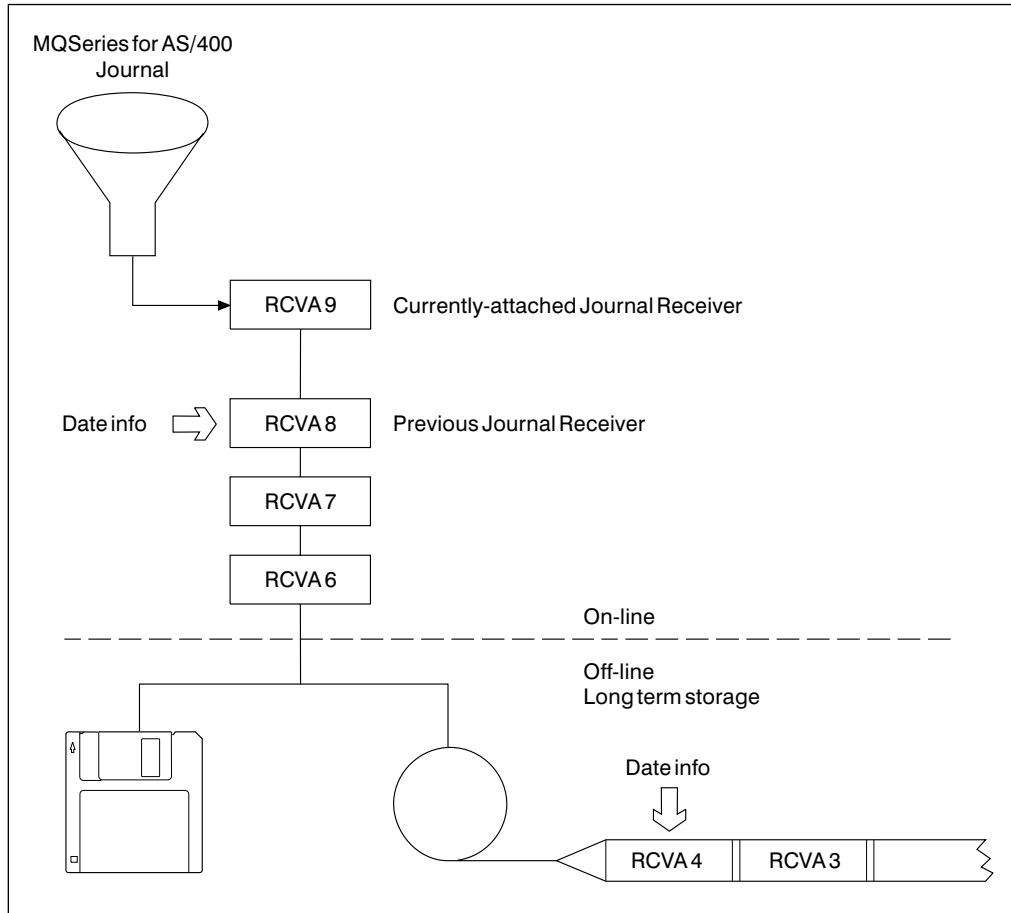 MQSeries for AS/400
Journal
RCVA 9
Currently-attached Journal Receiver
Date info
RCVA 8
Previous Journal Receiver
RCVA 7
RCVA 6
On-line
Off-line
Long term storage
Date info
RCVA 4
RCVA 3